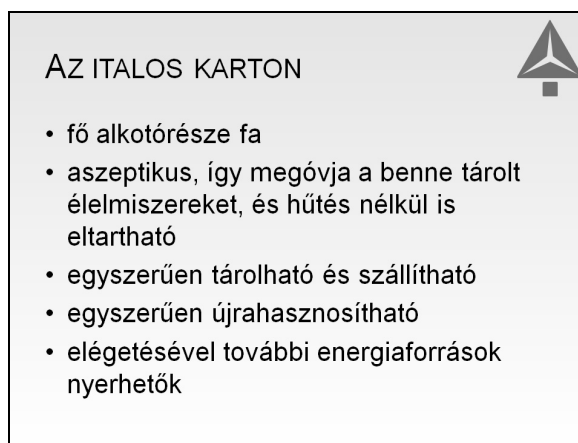 AZ ITALOS KARTON
• fő alkotórésze fa
• aszeptikus, így megóvja a benne tárolt
élelmiszereket, és hűtés nélkül is
eltartható
• egyszerűen tárolható és szállítható
• egyszerűen újrahasznosítható
• elégetésével további energiaforrások
nyerhetők